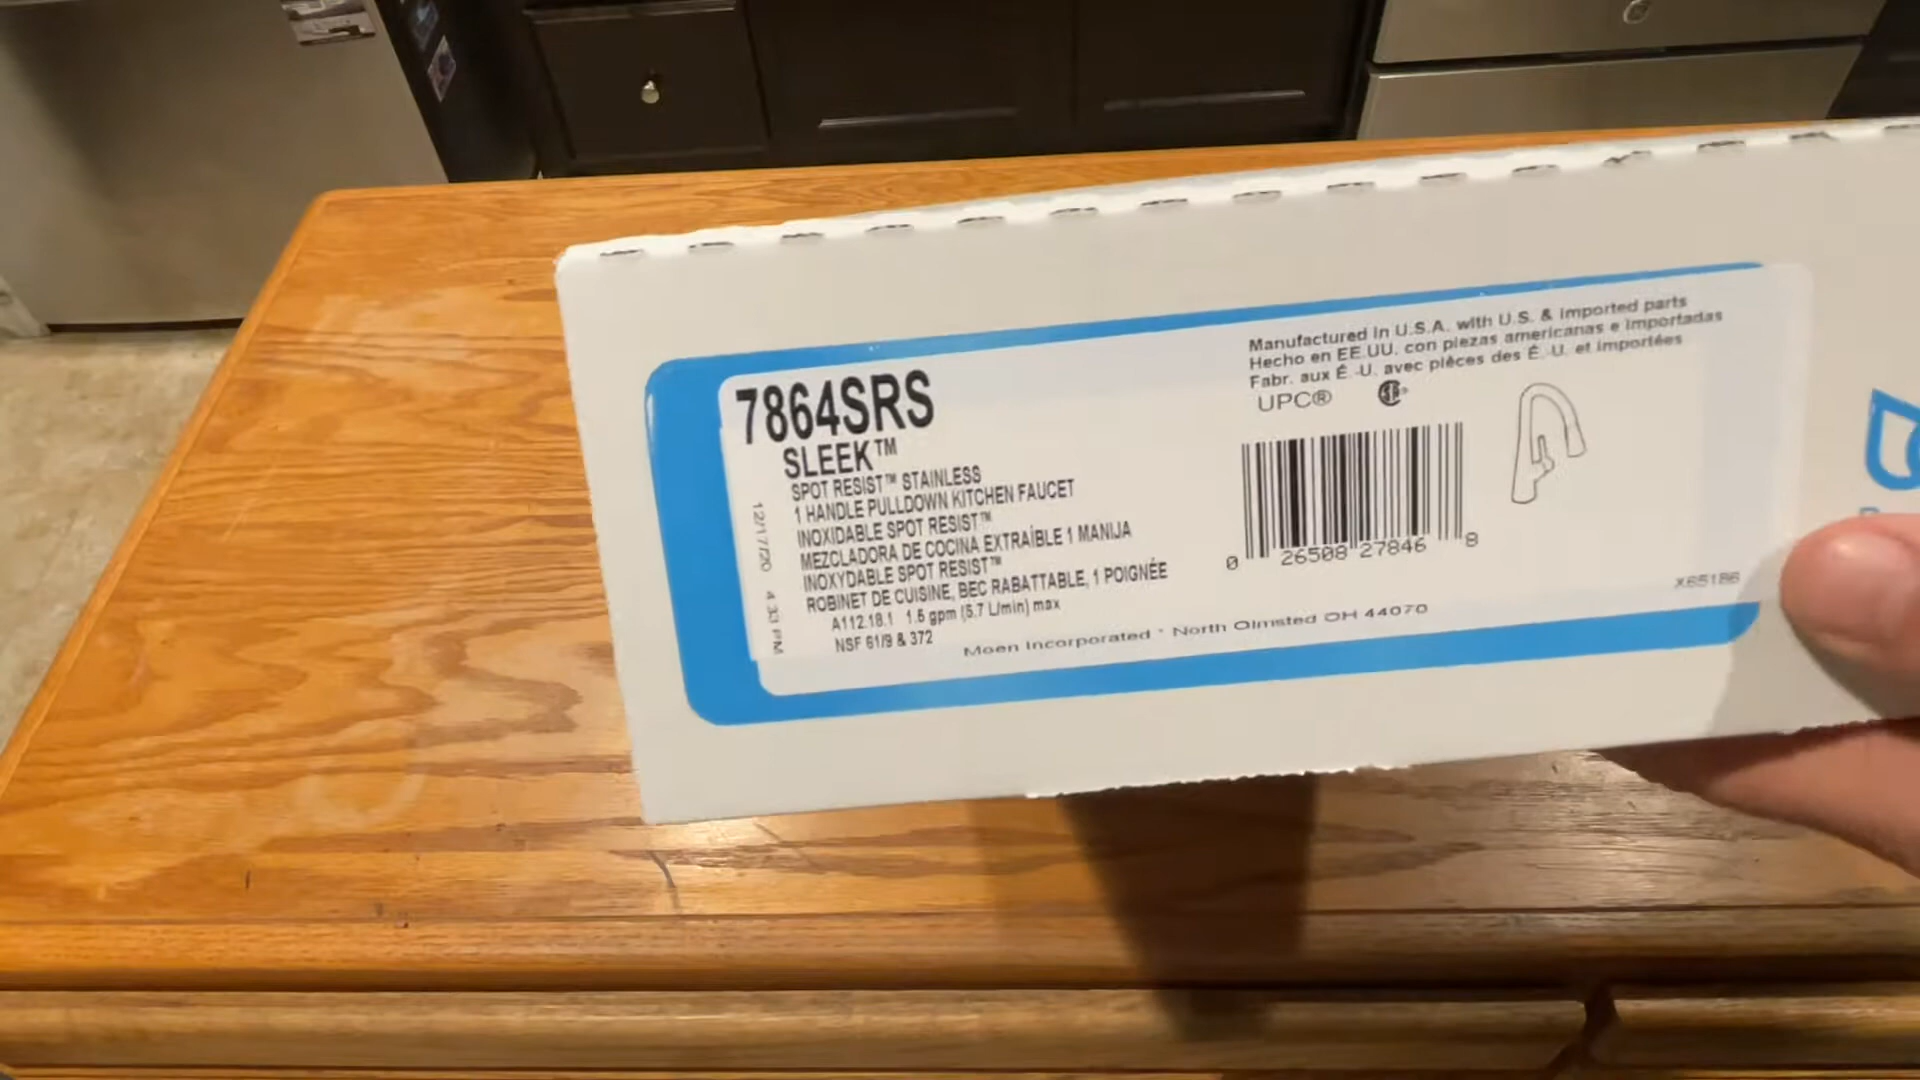 7864SRS
SLEEK™
SPOT RESIST™ STAINLESS
1 HANDLE PULLDOWN KITCHEN FAUCET
INOXIDABLE SPOT RESIST™
MEZCLADORA DE COCINA EXTRAÍBLE 1 MANIJA
INOXYDABLE SPOT RESIST™
ROBINET DE CUISINE, BEC RABATTABLE, 1 POIGNÉE
A112.18.1 1.5 gpm (5.7 L/min) max
NSF 61/9 & 372
12/17/20 4:33 PM
Manufactured in U.S.A. with U.S. & imported parts
Hecho en EE.UU. con piezas americanas e importadas
Fabr. aux É.-U. avec pièces des É.-U. et importées
UPC®
0 26508 27846 8
X65186
Moen Incorporated * North Olmsted OH 44070